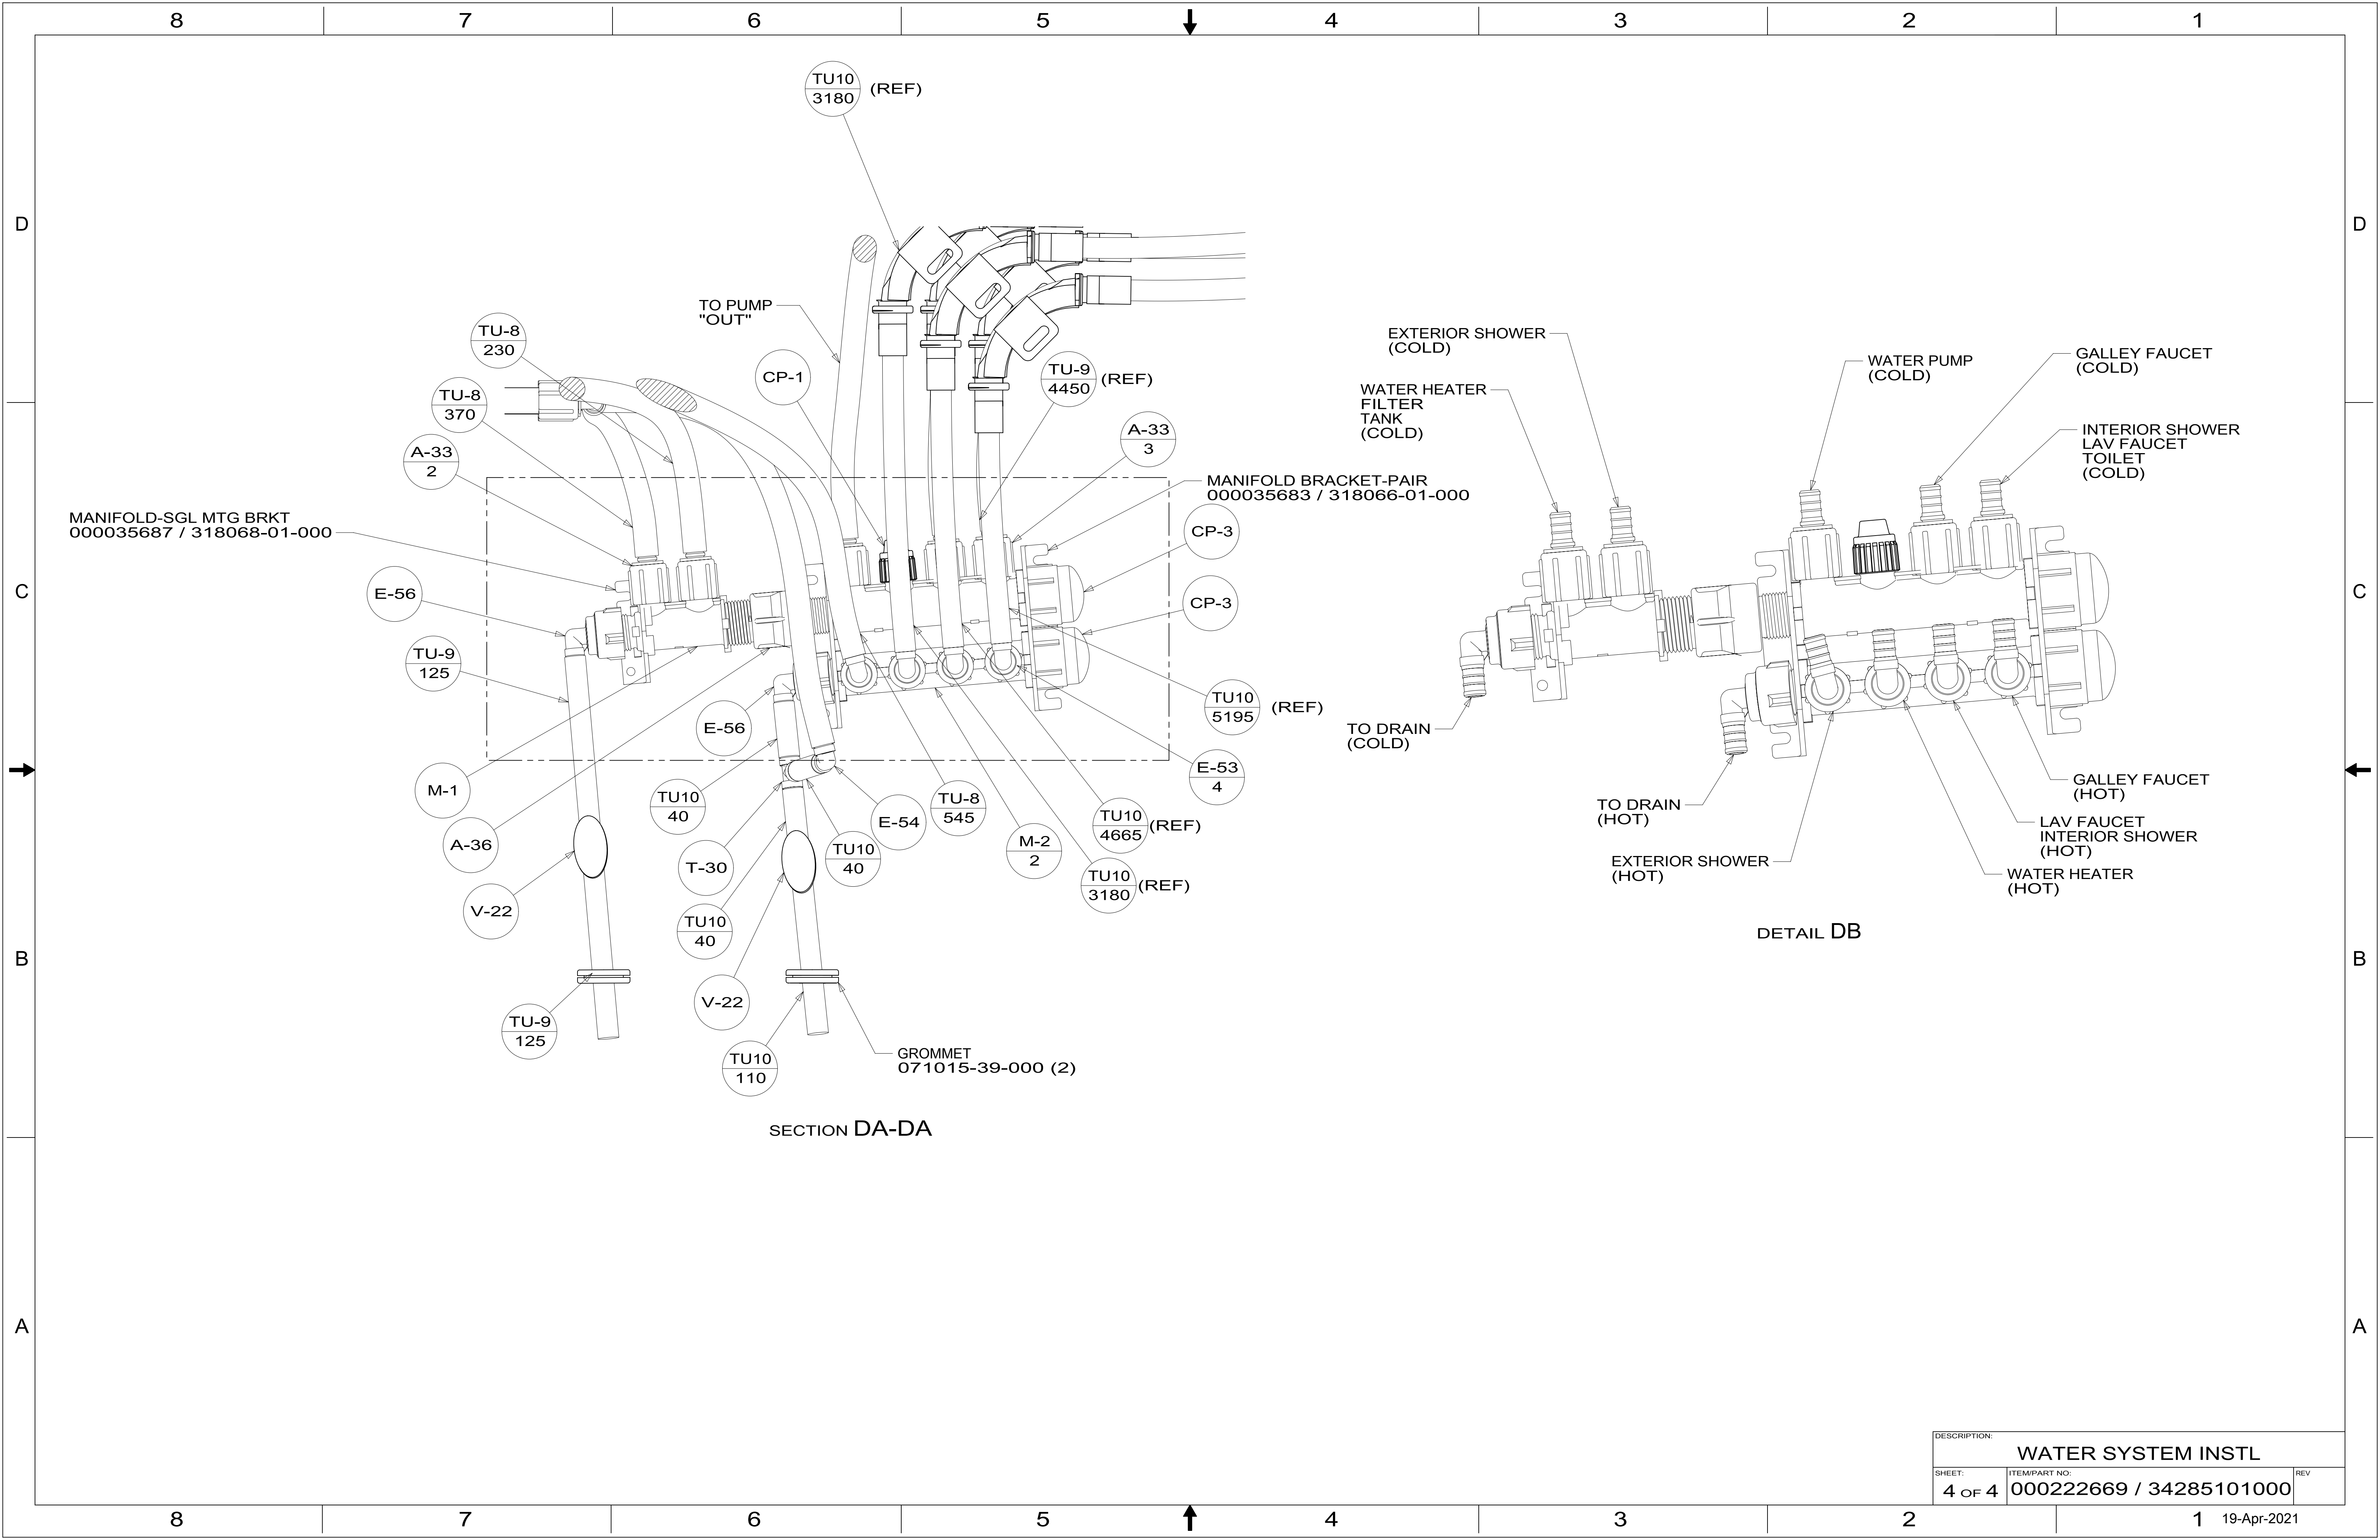 8 7 6 5 4 3 2 1
D
D
C
C
B
B
A
A
TU10
3180
(REF)
TO PUMP
"OUT"
TU-8
230
CP-1
TU-9
4450
(REF)
TU-8
370
A-33
2
A-33
3
MANIFOLD BRACKET-PAIR
000035683 / 318066-01-000
MANIFOLD-SGL MTG BRKT
000035687 / 318068-01-000
CP-3
E-56
CP-3
TU-9
125
TU10
5195
(REF)
E-56
E-53
4
M-1
TU10
40
TU-8
545
E-54
TU10
4665
(REF)
A-36
T-30
TU10
40
M-2
2
TU10
3180
(REF)
V-22
TU10
40
V-22
TU-9
125
TU10
110
GROMMET
071015-39-000 (2)
SECTION DA-DA
EXTERIOR SHOWER
(COLD)
WATER HEATER
FILTER
TANK
(COLD)
WATER PUMP
(COLD)
GALLEY FAUCET
(COLD)
INTERIOR SHOWER
LAV FAUCET
TOILET
(COLD)
TO DRAIN
(COLD)
TO DRAIN
(HOT)
EXTERIOR SHOWER
(HOT)
GALLEY FAUCET
(HOT)
LAV FAUCET
INTERIOR SHOWER
(HOT)
WATER HEATER
(HOT)
DETAIL DB
DESCRIPTION:
WATER SYSTEM INSTL
SHEET:
4 OF 4
ITEM/PART NO:
000222669 / 34285101000
REV
8 7 6 5 4 3 2 1
19-Apr-2021